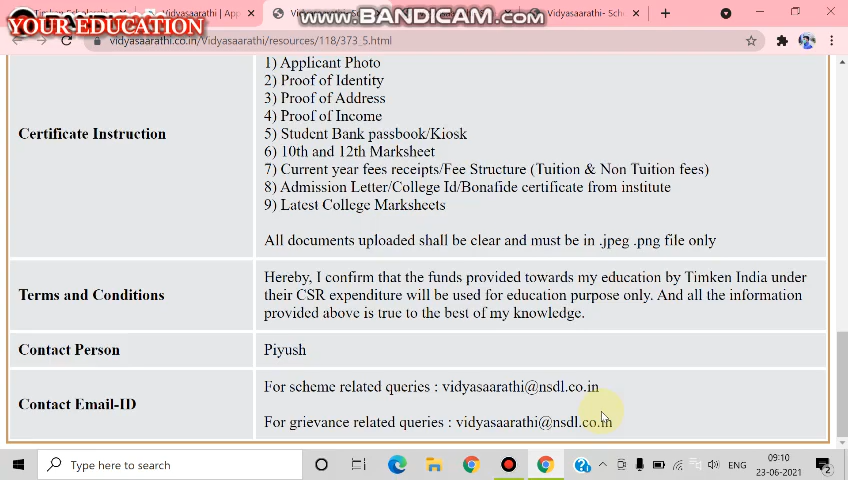 Vidyasaarathi | App
Vidyasaarathi- Sch
www.BANDICAM.com
YOUR EDUCATION
vidyasaarathi.co.in/Vidyasaarathi/resources/118/373_5.html
Certificate Instruction
1) Applicant Photo
2) Proof of Identity
3) Proof of Address
4) Proof of Income
5) Student Bank passbook/Kiosk
6) 10th and 12th Marksheet
7) Current year fees receipts/Fee Structure (Tuition & Non Tuition fees)
8) Admission Letter/College Id/Bonafide certificate from institute
9) Latest College Marksheets
All documents uploaded shall be clear and must be in .jpeg .png file only
Terms and Conditions
Hereby, I confirm that the funds provided towards my education by Timken India under
their CSR expenditure will be used for education purpose only. And all the information
provided above is true to the best of my knowledge.
Contact Person
Piyush
Contact Email-ID
For scheme related queries : vidyasaarathi@nsdl.co.in
For grievance related queries : vidyasaarathi@nsdl.co.in
Type here to search
ENG
09:10
23-06-2021
2